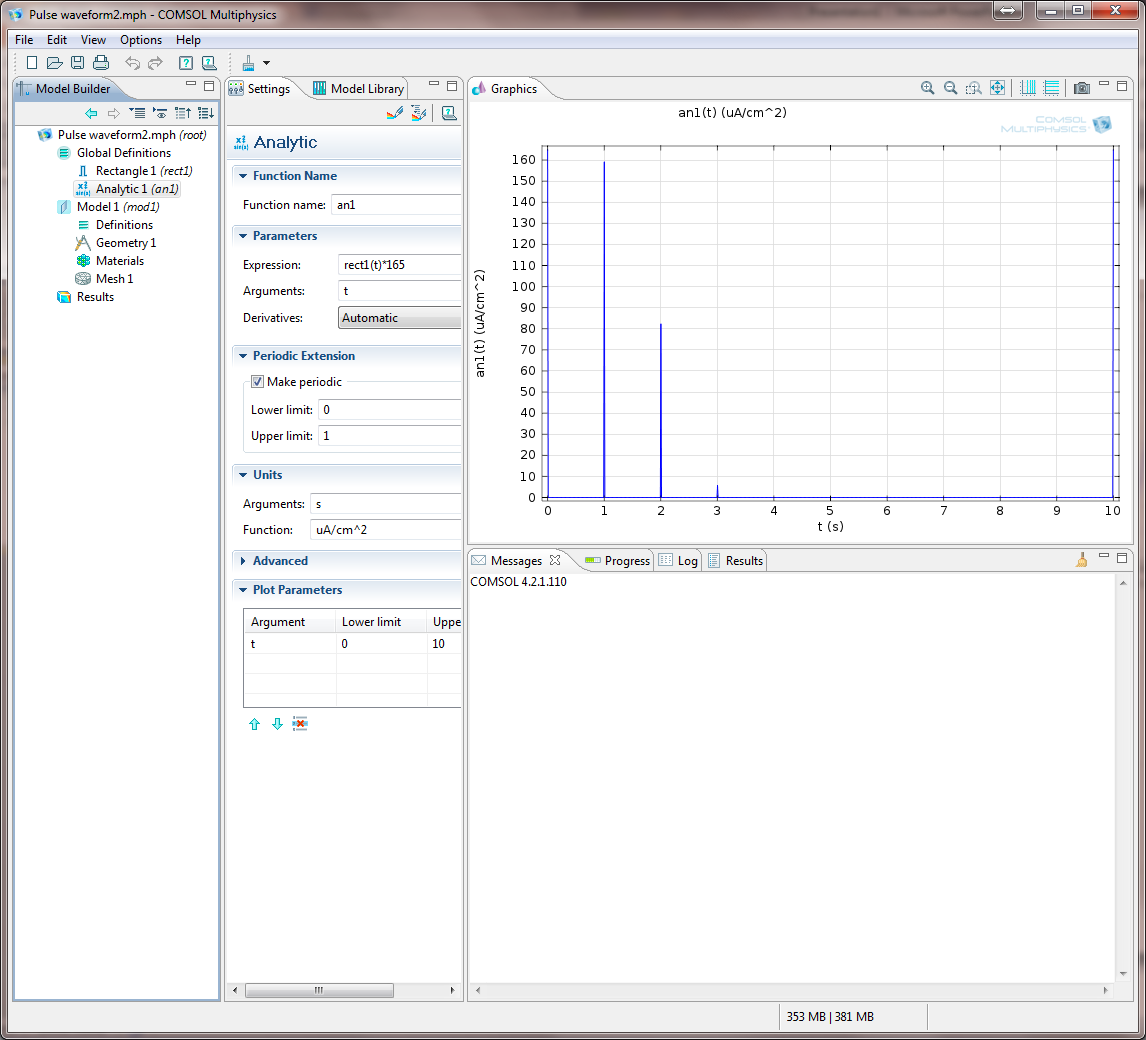 Pulse waveform2.mph - COMSOL Multiphysics
File Edit View Options Help
Model Builder
Pulse waveform2.mph (root)
Global Definitions
Rectangle 1 (rect1)
Analytic 1 (an1)
Model 1 (mod1)
Definitions
Geometry 1
Materials
Mesh 1
Results
Settings Model Library
Analytic
Function Name
Function name: an1
Parameters
Expression: rect1(t)*165
Arguments: t
Derivatives: Automatic
Periodic Extension
Make periodic
Lower limit: 0
Upper limit: 1
Units
Arguments: s
Function: uA/cm^2
Advanced
Plot Parameters
Argument Lower limit Uppe
t 0 10
Graphics
an1(t) (uA/cm^2)
COMSOL
MULTIPHYSICS
an1(t) (uA/cm^2)
160
150
140
130
120
110
100
90
80
70
60
50
40
30
20
10
0
0 1 2 3 4 5 6 7 8 9 10
t (s)
Messages Progress Log Results
COMSOL 4.2.1.110
353 MB | 381 MB